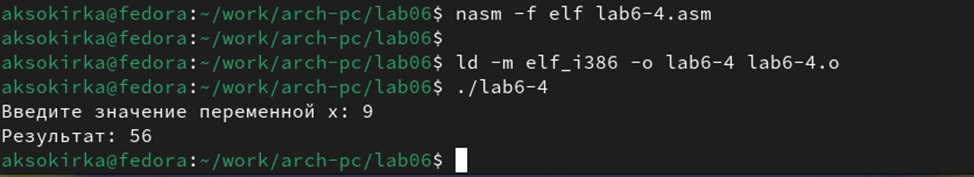 aksokirka@fedora:~/work/arch-pc/lab06$ nasm -f elf lab6-4.asm
aksokirka@fedora:~/work/arch-pc/lab06$
aksokirka@fedora:~/work/arch-pc/lab06$ ld -m elf_i386 -o lab6-4 lab6-4.o
aksokirka@fedora:~/work/arch-pc/lab06$ ./lab6-4
Введите значение переменной х: 9
Результат: 56
aksokirka@fedora:~/work/arch-pc/lab06$